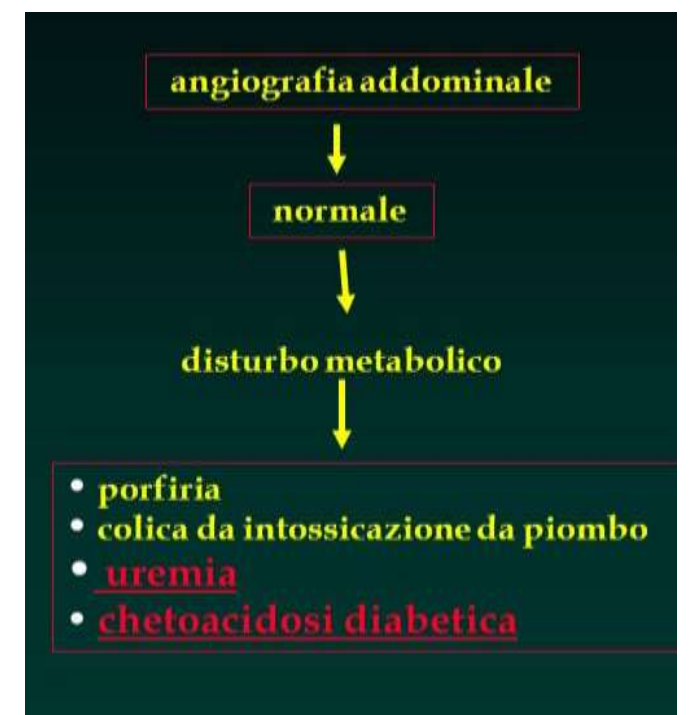 angiografia addominale
normale
disturbo metabolico
• porfiria
• colica da intossicazione da piombo
• uremia
• chetoacidosi diabetica